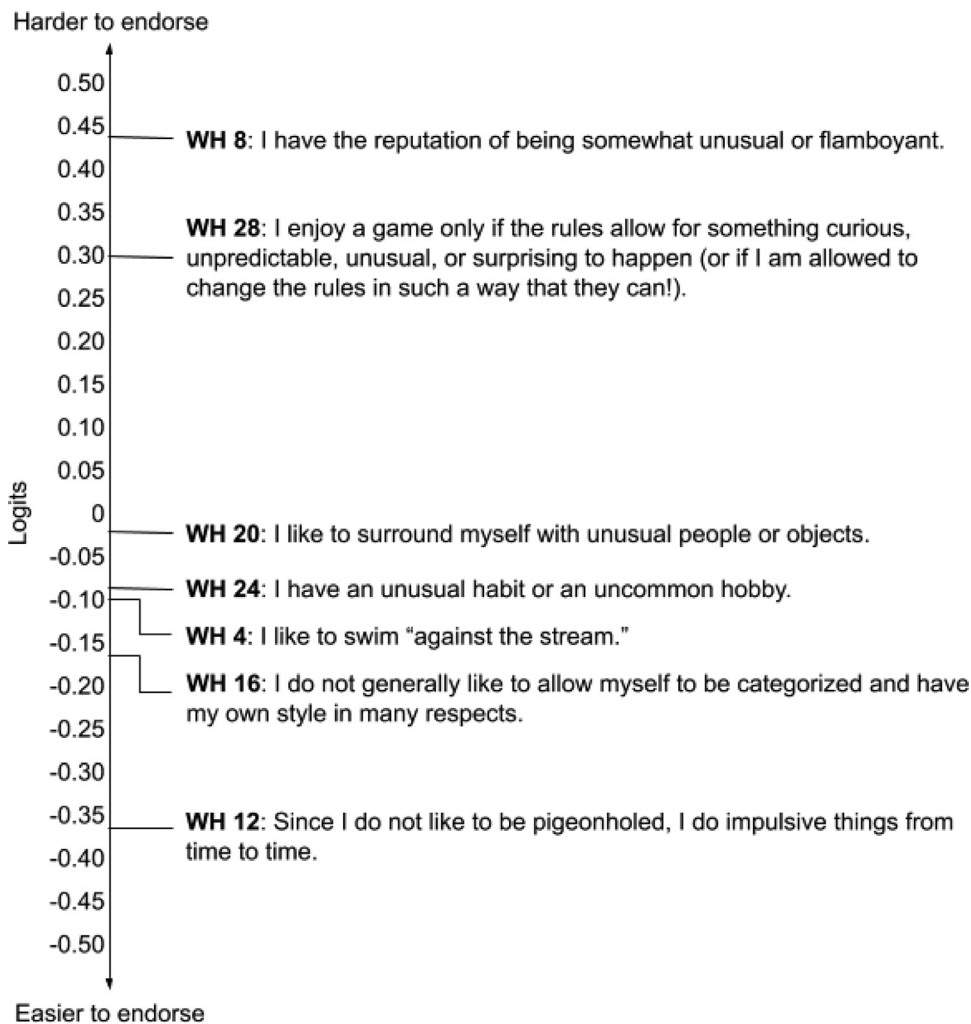 Harder to endorse
0.50
0.45
WH 8: I have the reputation of being somewhat unusual or flamboyant.
0.40
0.35
WH 28: I enjoy a game only if the rules allow for something curious,
0.30
unpredictable, unusual, or surprising to happen (or if I am allowed to
change the rules in such a way that they can!).
0.25
0.20
0.15
0.10
0.05
Logits
0
WH 20: I like to surround myself with unusual people or objects.
-0.05
WH 24: I have an unusual habit or an uncommon hobby.
-0.10
WH 4: I like to swim “against the stream.”
-0.15
WH 16: I do not generally like to allow myself to be categorized and have
-0.20
my own style in many respects.
-0.25
-0.30
-0.35
WH 12: Since I do not like to be pigeonholed, I do impulsive things from
time to time.
-0.40
-0.45
-0.50
Easier to endorse